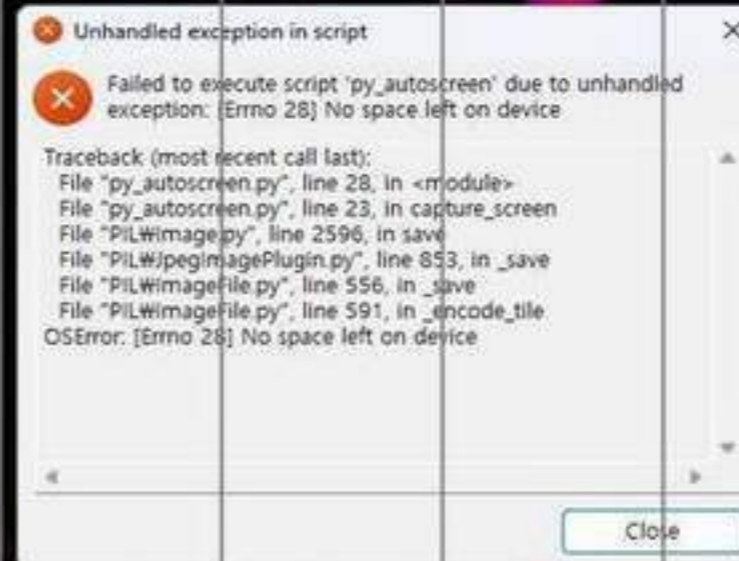 Unhandled exception in script
Failed to execute script 'py_autoscreen' due to unhandled
exception: [Errno 28] No space left on device
Traceback (most recent call last):
File "py_autoscreen.py", line 28, in <module>
File "py_autoscreen.py", line 23, in capture_screen
File "PIL₩Image.py", line 2596, in save
File "PIL₩JpegImagePlugin.py", line 853, in _save
File "PIL₩ImageFile.py", line 556, in _save
File "PIL₩ImageFile.py", line 591, in _encode_tile
OSError: [Errno 28] No space left on device
Close